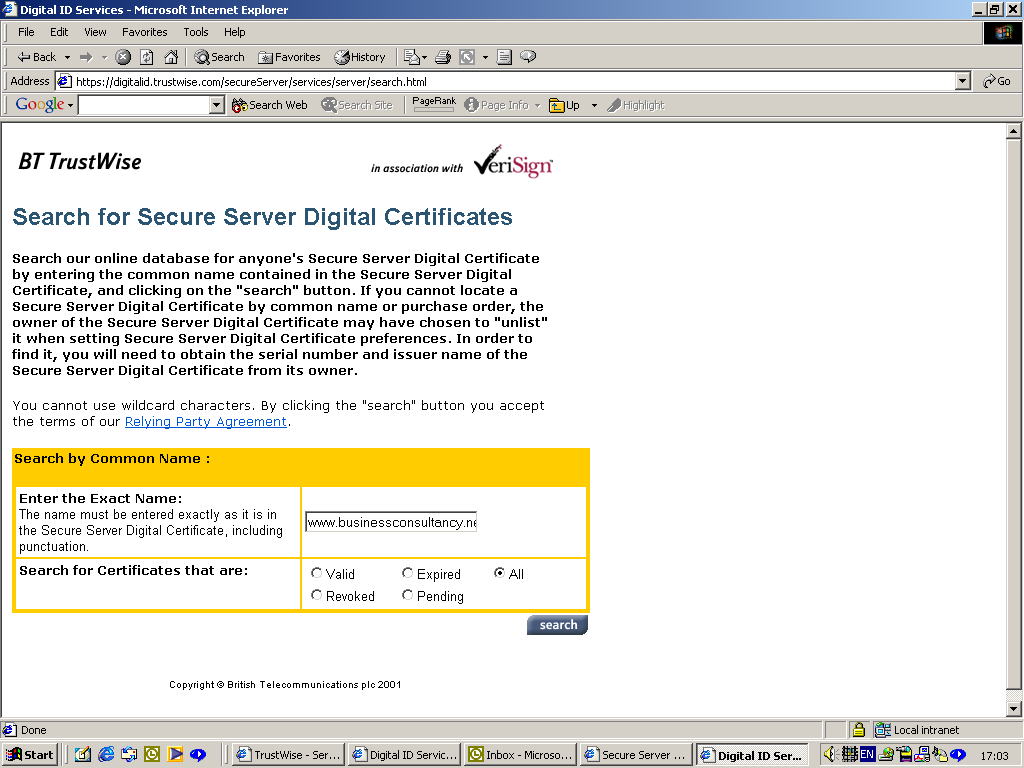 Digital ID Services - Microsoft Internet Explorer
File Edit View Favorites Tools Help
Back Search Favorites History
Address https://digitalid.trustwise.com/secureServer/services/server/search.html Go
Google Search Web Search Site PageRank Page Info Up Highlight
BT TrustWise in association with VeriSign
Search for Secure Server Digital Certificates
Search our online database for anyone's Secure Server Digital Certificate
by entering the common name contained in the Secure Server Digital
Certificate, and clicking on the "search" button. If you cannot locate a
Secure Server Digital Certificate by common name or purchase order, the
owner of the Secure Server Digital Certificate may have chosen to "unlist"
it when setting Secure Server Digital Certificate preferences. In order to
find it, you will need to obtain the serial number and issuer name of the
Secure Server Digital Certificate from its owner.
You cannot use wildcard characters. By clicking the "search" button you accept
the terms of our Relying Party Agreement.
Search by Common Name :
Enter the Exact Name:
The name must be entered exactly as it is in
the Secure Server Digital Certificate, including
punctuation.
www.businessconsultancy.ne
Search for Certificates that are:
Valid Expired All
Revoked Pending
search
Copyright © British Telecommunications plc 2001
Done Local intranet
Start TrustWise - Ser... Digital ID Servic... Inbox - Microso... Secure Server ... Digital ID Ser... EN 17:03